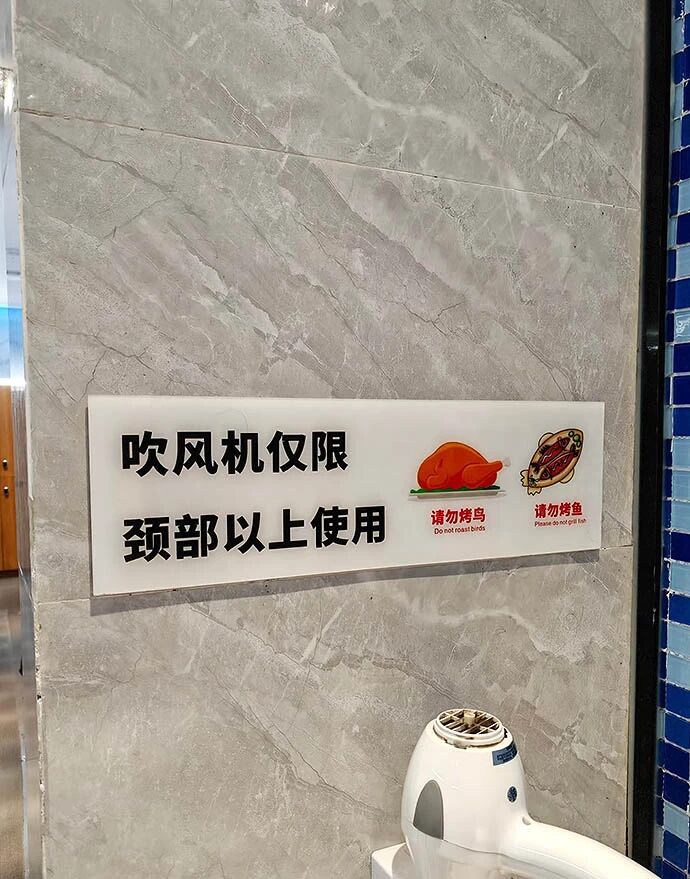 吹风机仅限
颈部以上使用
请勿烤鸟
Do not roast birds
请勿烤鱼
Please do not grill fish